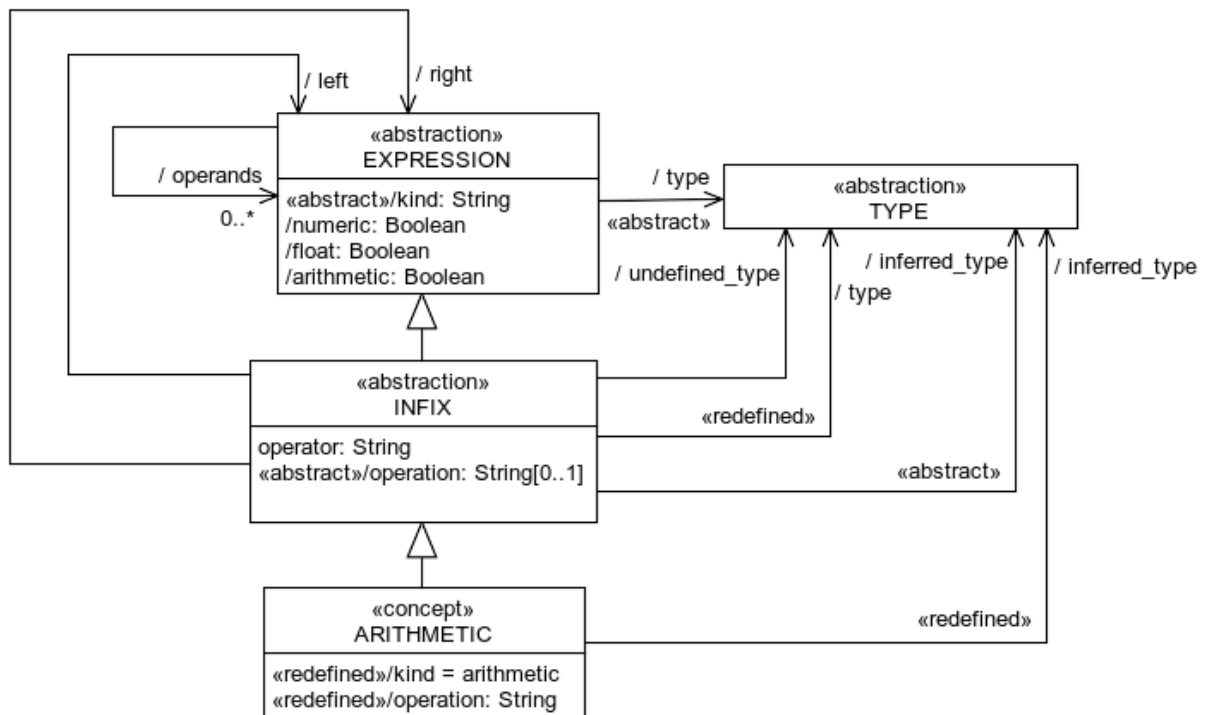 / left
/ right
«abstraction»
EXPRESSION
/ operands
0..*
«abstract»/kind: String
/numeric: Boolean
/float: Boolean
/arithmetic: Boolean
/ type
«abstract»
«abstraction»
TYPE
/ undefined_type
/ type
/ inferred_type
/ inferred_type
«abstraction»
INFIX
operator: String
«abstract»/operation: String[0..1]
«redefined»
«abstract»
«concept»
ARITHMETIC
«redefined»/kind = arithmetic
«redefined»/operation: String
«redefined»